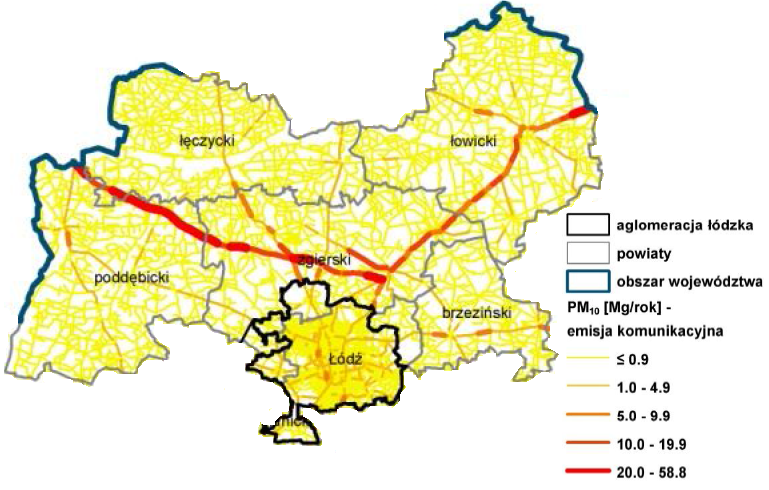 łęczycki
łowicki
zgierski
poddębicki
brzeziński
Łódź
aglomeracja łódzka
powiaty
obszar województwa
PM₁₀ [Mg/rok] -
emisja komunikacyjna
≤ 0.9
1.0 - 4.9
5.0 - 9.9
10.0 - 19.9
20.0 - 58.8